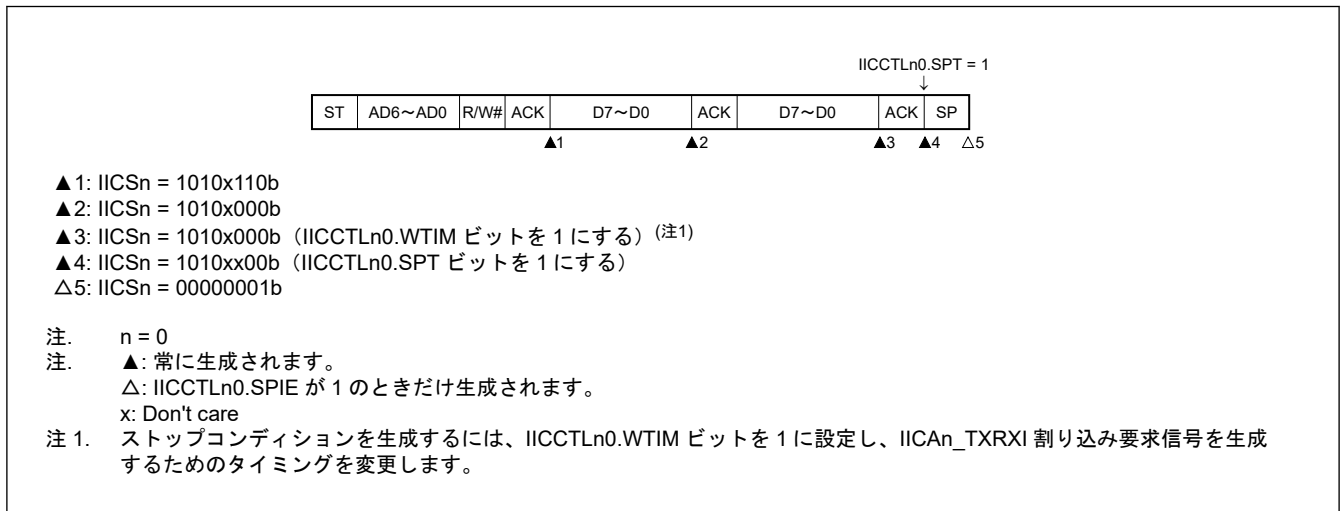 IICCTLn0.SPT = 1
↓
ST AD6～AD0 R/W# ACK D7～D0 ACK D7～D0 ACK SP
▲1 ▲2 ▲3 ▲4 △5
▲1: IICSn = 1010x110b
▲2: IICSn = 1010x000b
▲3: IICSn = 1010x000b（IICCTLn0.WTIM ビットを 1 にする）(注1)
▲4: IICSn = 1010xx00b（IICCTLn0.SPT ビットを 1 にする）
△5: IICSn = 00000001b
注. n = 0
注. ▲: 常に生成されます。
△: IICCTLn0.SPIE が 1 のときだけ生成されます。
x: Don't care
注 1. ストップコンディションを生成するには、IICCTLn0.WTIM ビットを 1 に設定し、IICAn_TXRXI 割り込み要求信号を生成
するためのタイミングを変更します。